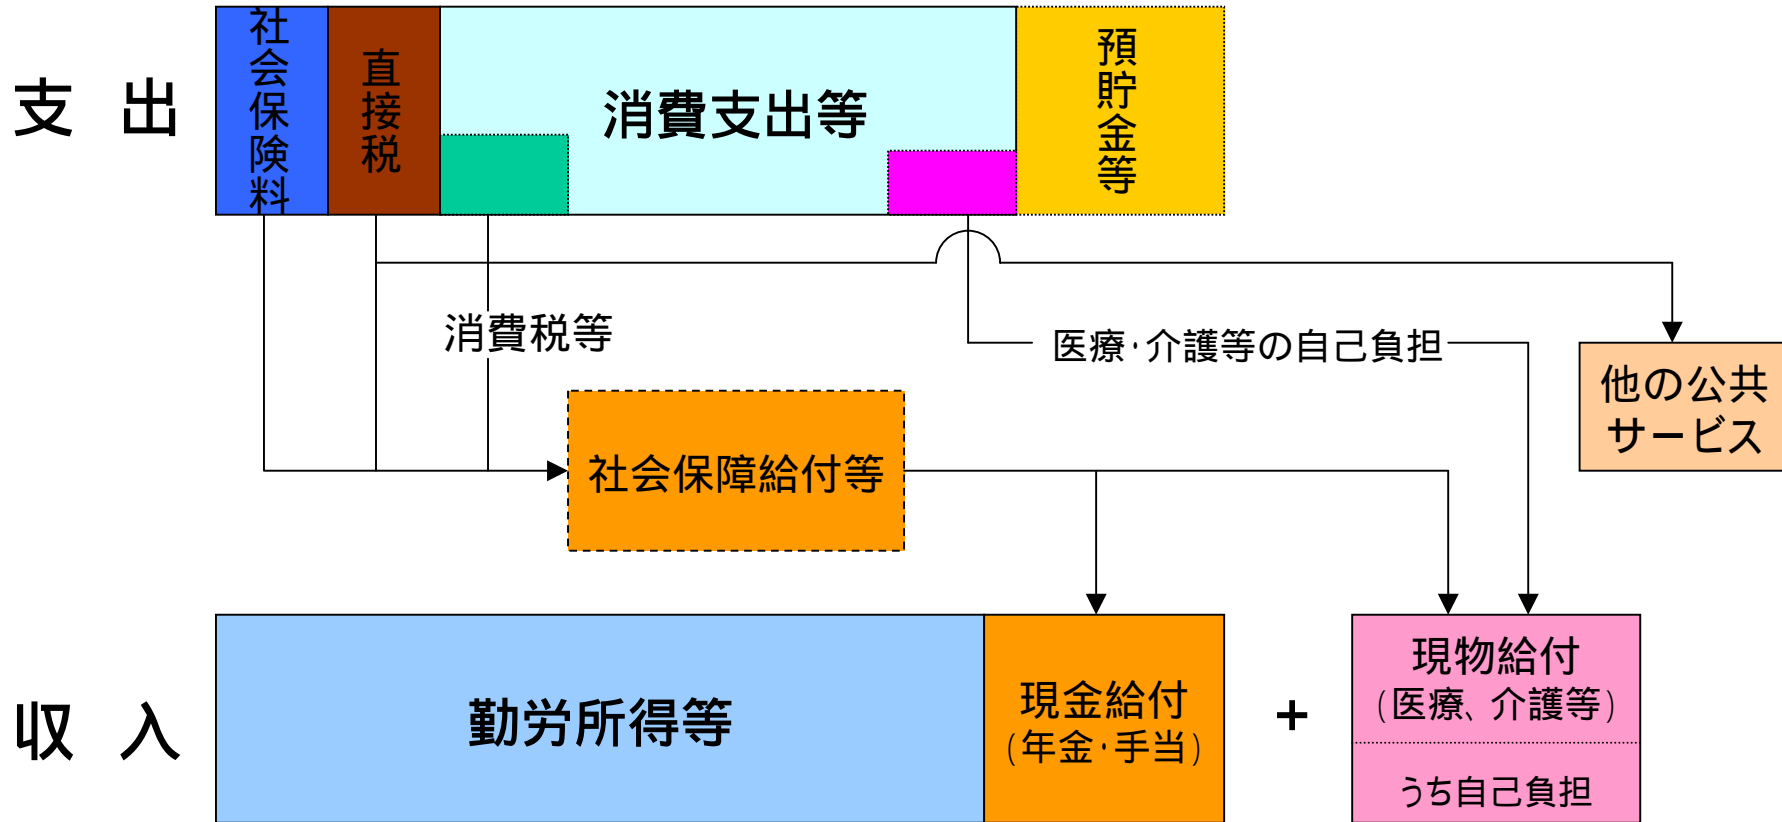 支 出
社会保険料
直接税
消費支出等
預貯金等
消費税等
医療・介護等の自己負担
他の公共
サービス
社会保障給付等
収 入
勤労所得等
現金給付
(年金・手当)
+
現物給付
(医療、介護等)
うち自己負担